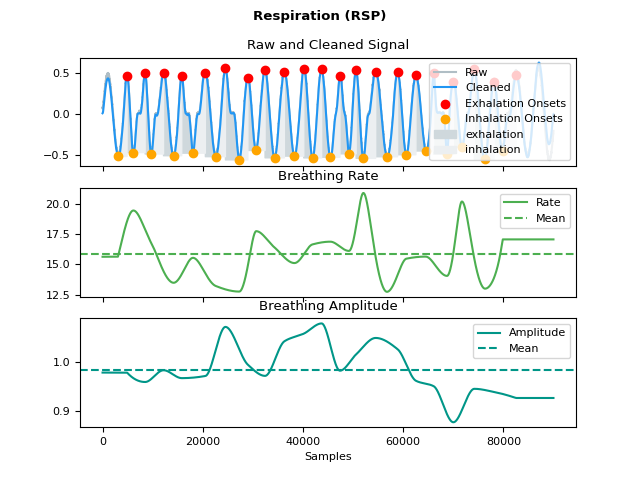 Respiration (RSP)
Raw and Cleaned Signal
0.5
0.0
−0.5
Raw
Cleaned
Exhalation Onsets
Inhalation Onsets
exhalation
inhalation
Breathing Rate
20.0
17.5
15.0
12.5
Rate
Mean
Breathing Amplitude
1.0
0.9
Amplitude
Mean
0
20000
40000
60000
80000
Samples